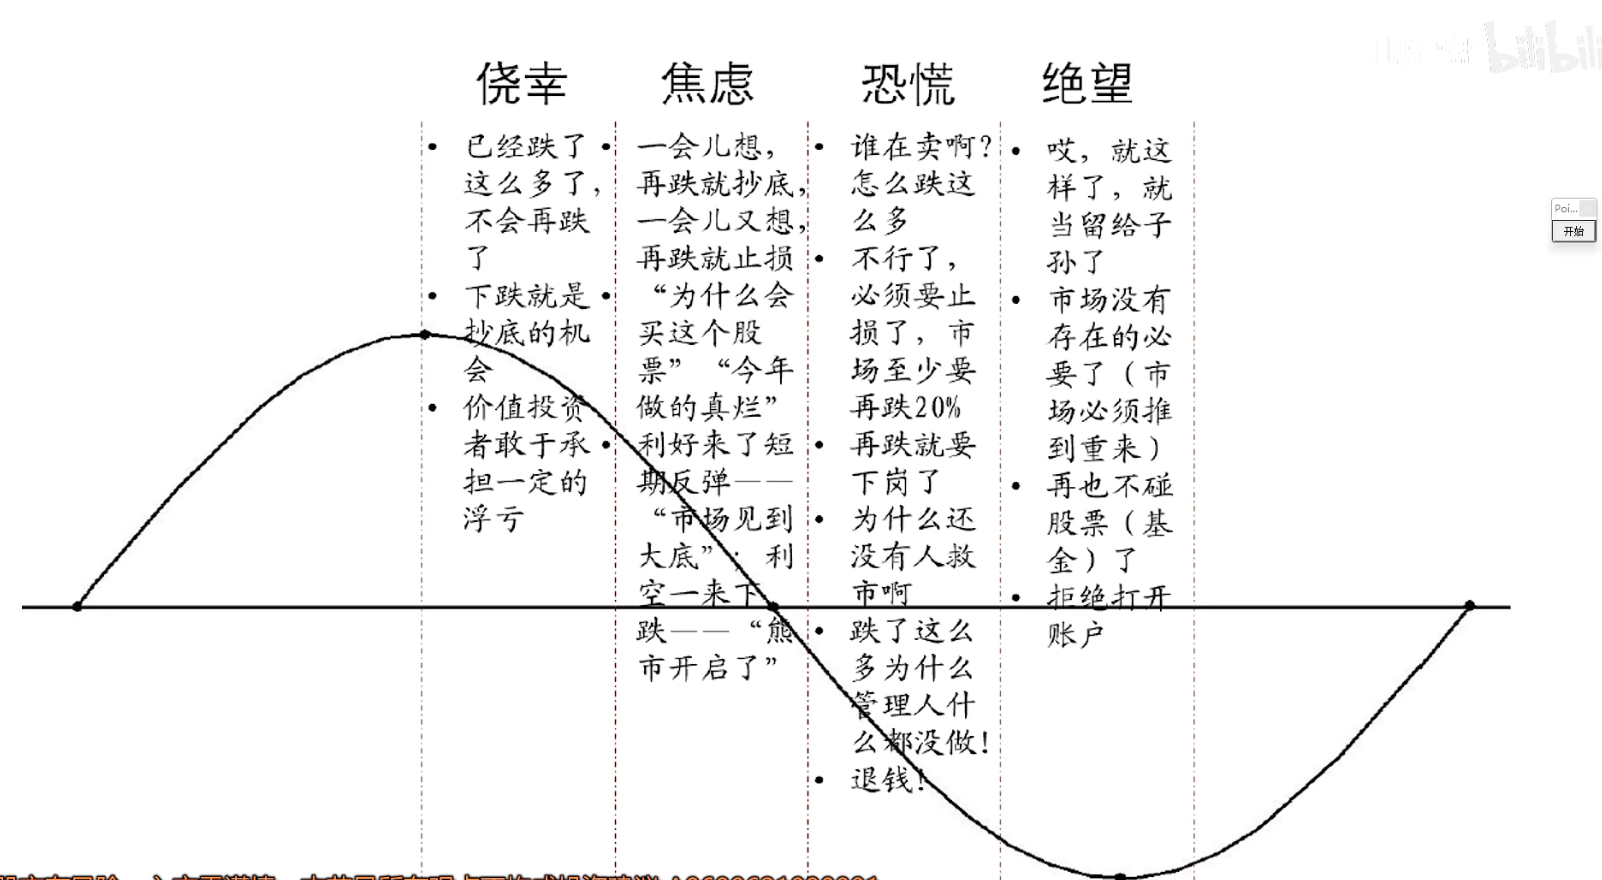 bilibili
侥幸
焦虑
恐慌
绝望
• 已经跌了
这么多了，
不会再跌
了
• 下跌就是
抄底的机
会
• 价值投资
者敢于承
担一定的
浮亏
• 一会儿想，
再跌就抄底，
一会儿又想，
再跌就止损
• “为什么会
买这个股
票” “今年
做的真烂”
• 利好来了短
期反弹——
“市场见到
大底”；利
空一来下
跌——“熊
市开启了”
• 谁在卖啊？
怎么跌这
么多
• 不行了，
必须要止
损了，市
场至少要
再跌20%
• 再跌就要
下岗了
• 为什么还
没有人救
市啊
• 跌了这么
多为什么
管理人什
么都没做！
• 退钱！
• 哎，就这
样了，就
当留给子
孙了
• 市场没有
存在的必
要了（市
场必须推
到重来）
• 再也不碰
股票（基
金）了
• 拒绝打开
账户
Poi...
开始